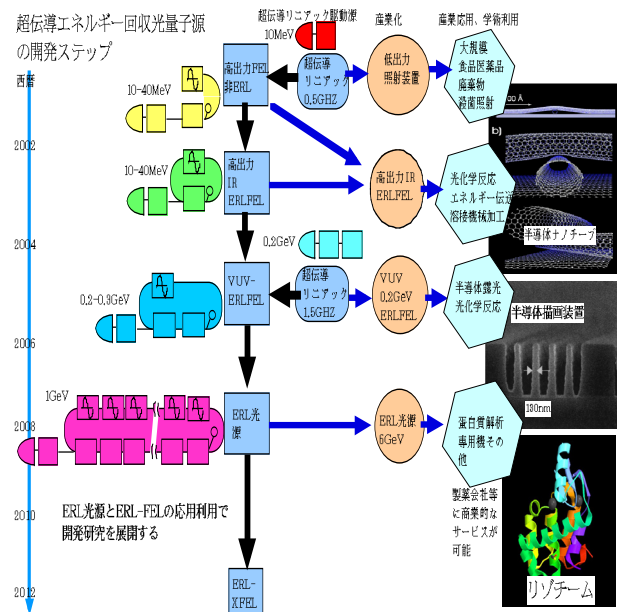 超伝導エネルギー回収光量子源
の開発ステップ
超伝導リニアック駆動源
産業化
産業応用、学術利用
10MeV
西暦
高出力FEL
非ERL
超伝導
リニアック
0.5GHZ
低出力
照射装置
大規模
食品医薬品
廃棄物
殺菌照射
10-40MeV
2002
b)
10-40MeV
高出力
IR
ERLFEL
高出力IR
ERLFEL
光化学反応
エネルギー伝送
溶接機械加工
半導体ナノチーブ
2004
0.2GeV
VUV-
ERLFEL
超伝導
リニアック
1.5GHZ
VUV
0.2GeV
ERLFEL
半導体露光
光化学反応
0.2-0.3GeV
半導体描画装置
2006
130nm
1GeV
ERL光
源
ERL光源
6GeV
蛋白質解析
専用機その
他
2008
ERL光源とERL-FELの応用利用で
開発研究を展開する
製薬会社等
に商業的な
サービスが
可能
2010
ERL-
XFEL
2012
リゾチーム